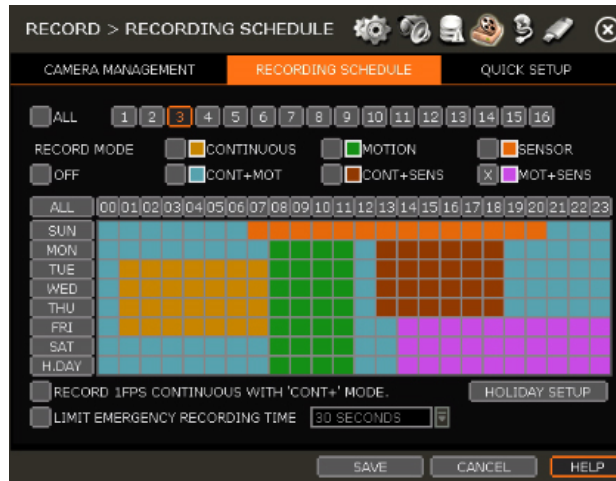 RECORD > RECORDING SCHEDULE
CAMERA MANAGEMENT RECORDING SCHEDULE QUICK SETUP
ALL 1 2 3 4 5 6 7 8 9 10 11 12 13 14 15 16
RECORD MODE CONTINUOUS MOTION SENSOR
OFF CONT+MOT CONT+SENS X MOT+SENS
ALL 00 01 02 03 04 05 06 07 08 09 10 11 12 13 14 15 16 17 18 19 20 21 22 23
SUN
MON
TUE
WED
THU
FRI
SAT
H.DAY
RECORD 1FPS CONTINUOUS WITH 'CONT+' MODE. HOLIDAY SETUP
LIMIT EMERGENCY RECORDING TIME 30 SECONDS
SAVE CANCEL HELP